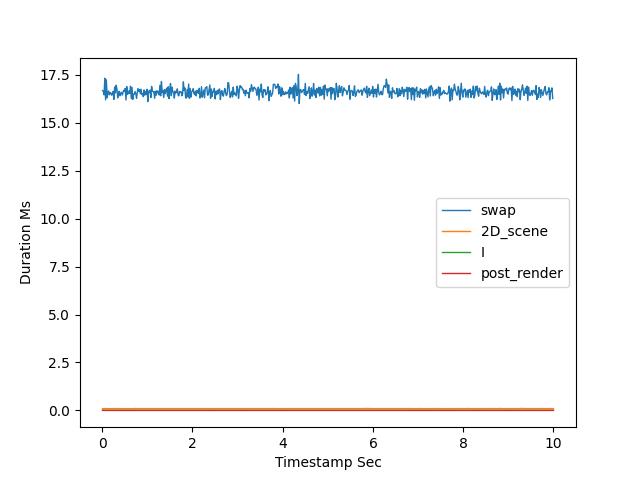 17.5
15.0
12.5
10.0
7.5
5.0
2.5
0.0
Duration Ms
swap
2D_scene
I
post_render
0 2 4 6 8 10
Timestamp Sec